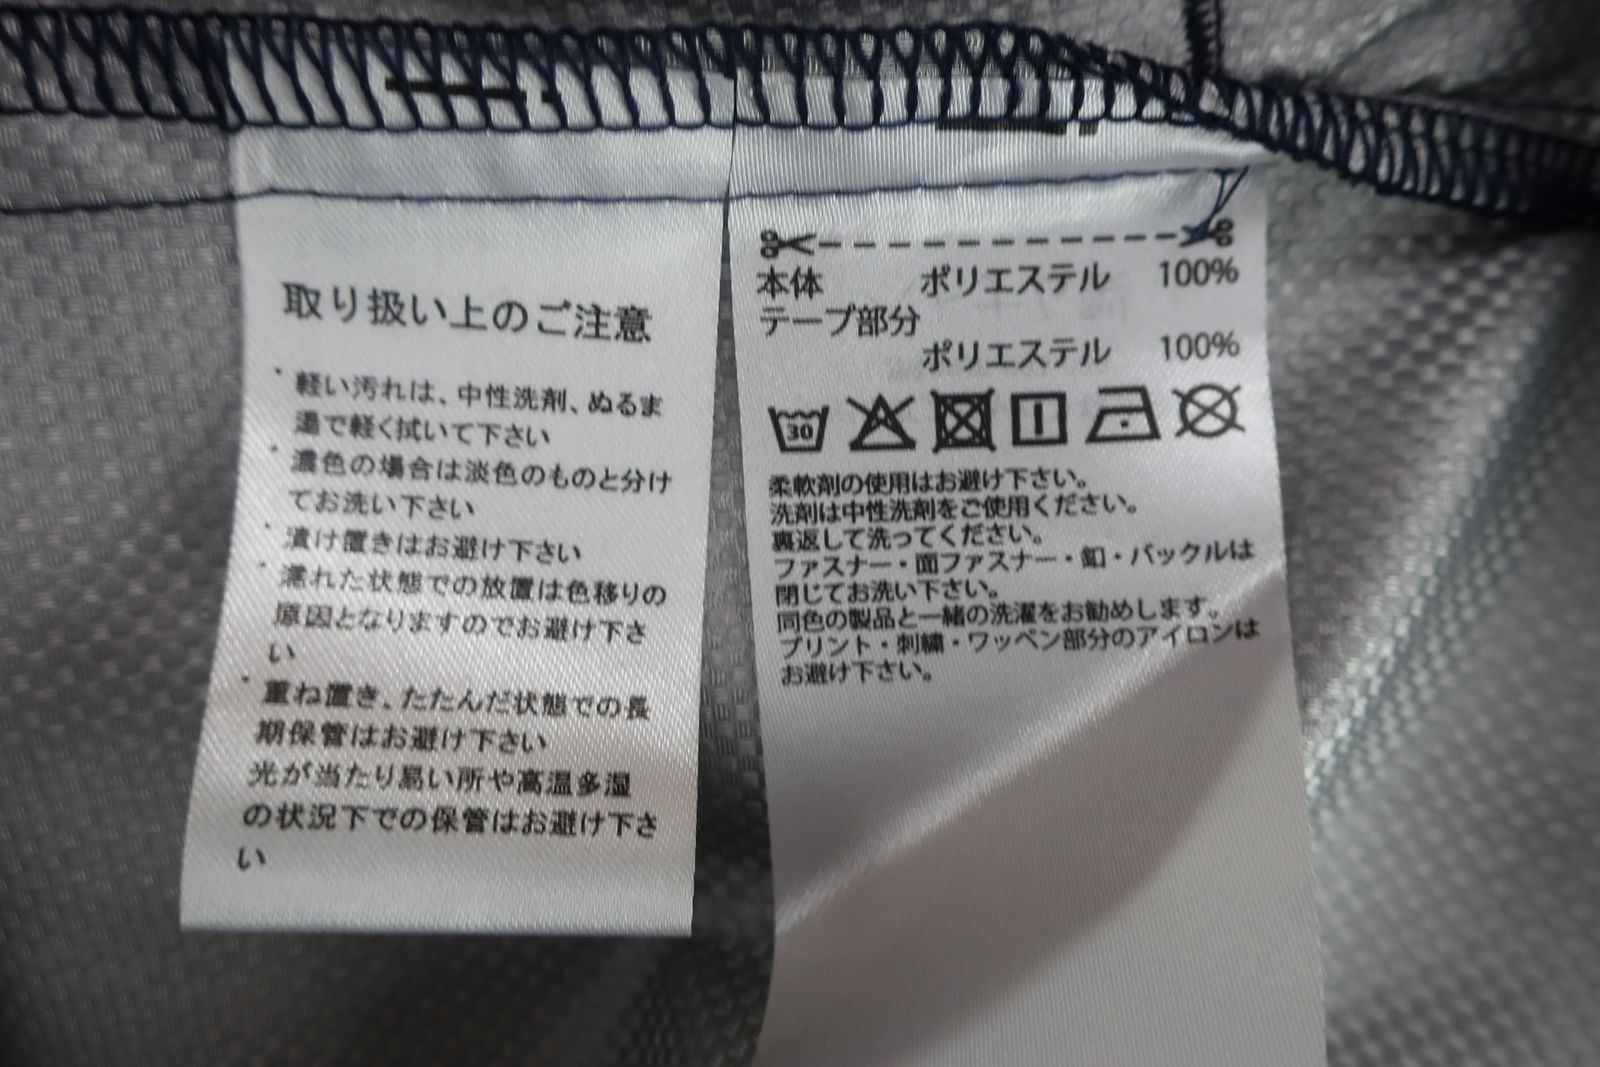 取り扱い上のご注意
・軽い汚れは、中性洗剤、ぬるま
湯で軽く拭いて下さい
・濃色の場合は淡色のものと分け
てお洗い下さい
・漬け置きはお避け下さい
・濡れた状態での放置は色移りの
原因となりますのでお避け下さ
い
・重ね置き、たたんだ状態での長
期保管はお避け下さい
光が当たり易い所や高温多湿
の状況下での保管はお避け下さ
い
本体 ポリエステル 100%
テープ部分
ポリエステル 100%
30
柔軟剤の使用はお避け下さい。
洗剤は中性洗剤をご使用ください。
裏返して洗ってください。
ファスナー・面ファスナー・釦・バックルは
閉じてお洗い下さい。
同色の製品と一緒の洗濯をお勧めします。
プリント・刺繍・ワッペン部分のアイロンは
お避け下さい。